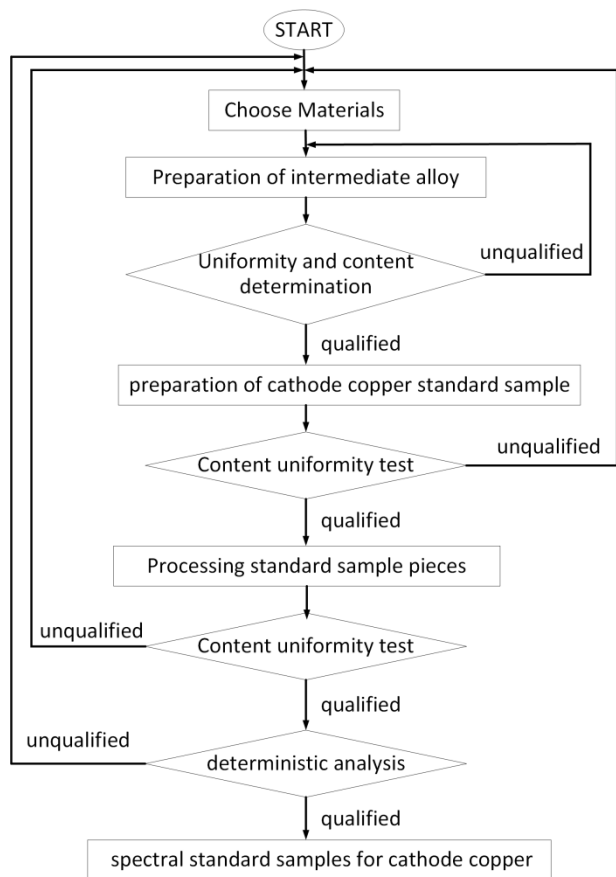 START
Choose Materials
Preparation of intermediate alloy
Uniformity and content
determination
unqualified
qualified
preparation of cathode copper standard sample
Content uniformity test
unqualified
qualified
Processing standard sample pieces
Content uniformity test
unqualified
qualified
deterministic analysis
unqualified
qualified
spectral standard samples for cathode copper